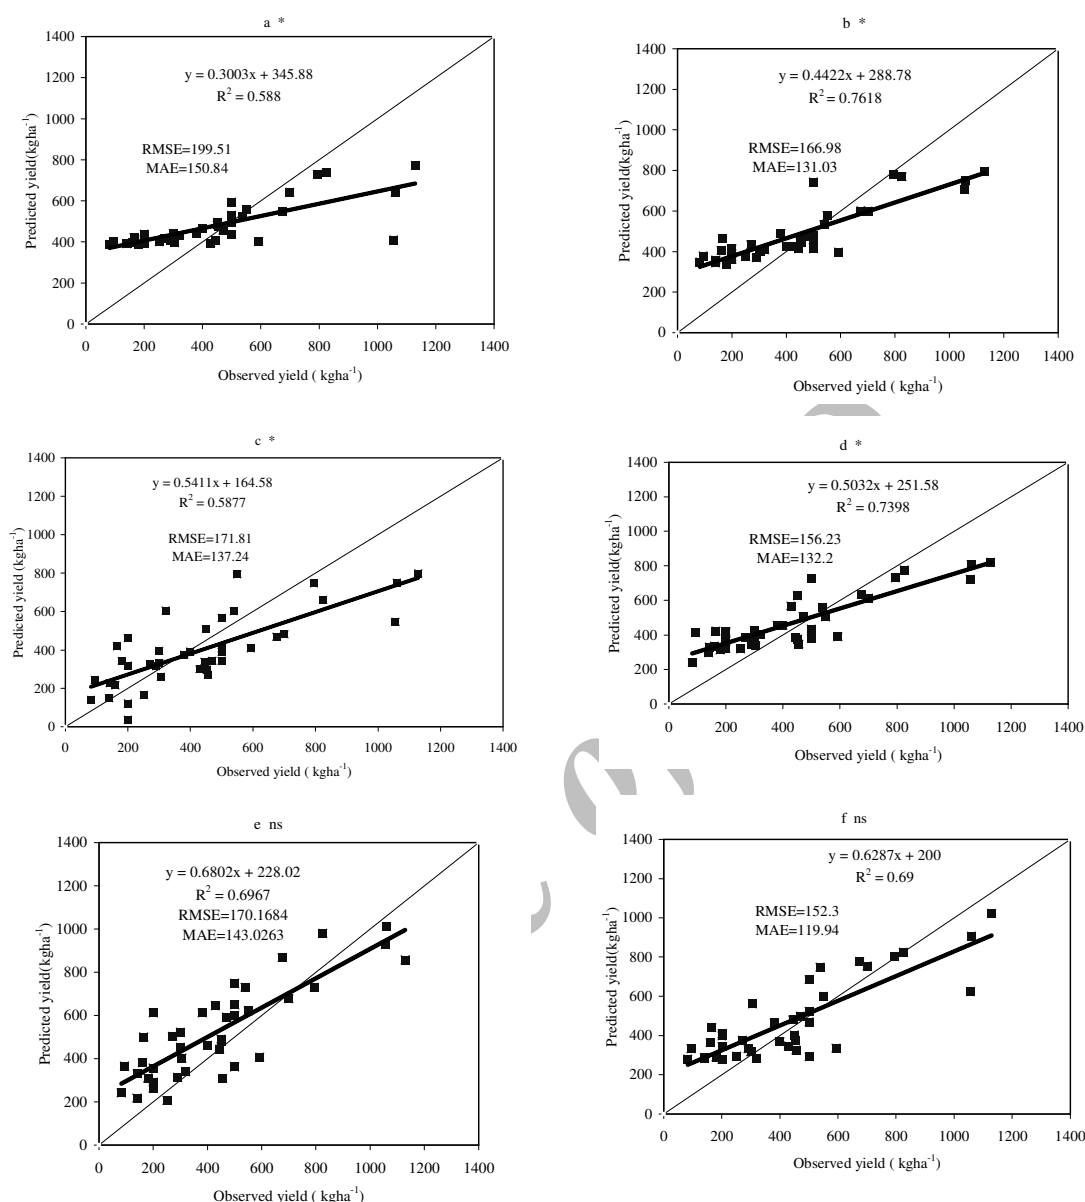 a *
y = 0.3003x + 345.88
R² = 0.588
RMSE=199.51
MAE=150.84
Predicted yield(kgha⁻¹)
1400
1200
1000
800
600
400
200
0
0 200 400 600 800 1000 1200 1400
Observed yield ( kgha⁻¹)
b *
y = 0.4422x + 288.78
R² = 0.7618
RMSE=166.98
MAE=131.03
Predicted yield(kgha⁻¹)
1400
1200
1000
800
600
400
200
0
0 200 400 600 800 1000 1200 1400
Observed yield ( kgha⁻¹)
c *
y = 0.5411x + 164.58
R² = 0.5877
RMSE=171.81
MAE=137.24
Predicted yield(kgha⁻¹)
1400
1200
1000
800
600
400
200
0
0 200 400 600 800 1000 1200 1400
Observed yield ( kgha⁻¹)
d *
y = 0.5032x + 251.58
R² = 0.7398
RMSE=156.23
MAE=132.2
Predicted yield(kgha⁻¹)
1400
1200
1000
800
600
400
200
0
0 200 400 600 800 1000 1200 1400
Observed yield ( kgha⁻¹)
e ns
y = 0.6802x + 228.02
R² = 0.6967
RMSE=170.1684
MAE=143.0263
Predicted yield(kgha⁻¹)
1400
1200
1000
800
600
400
200
0
0 200 400 600 800 1000 1200 1400
Observed yield ( kgha⁻¹)
f ns
y = 0.6287x + 200
R² = 0.69
RMSE=152.3
MAE=119.94
Predicted yield(kgha⁻¹)
1400
1200
1000
800
600
400
200
0
0 200 400 600 800 1000 1200 1400
Observed yield ( kgha⁻¹)